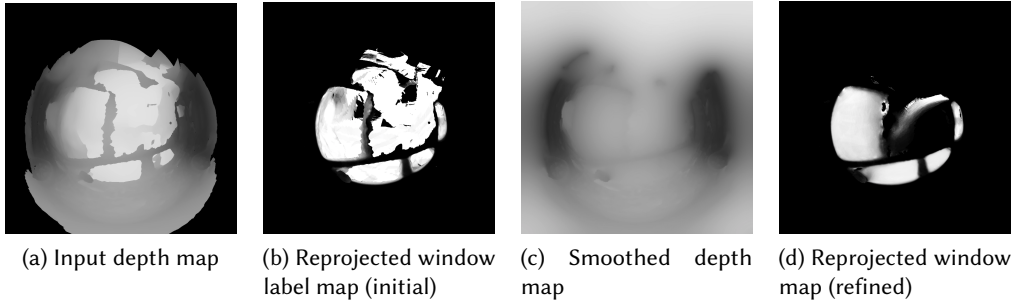 (a) Input depth map
(b) Reprojected window
label map (initial)
(c) Smoothed depth
map
(d) Reprojected window
map (refined)